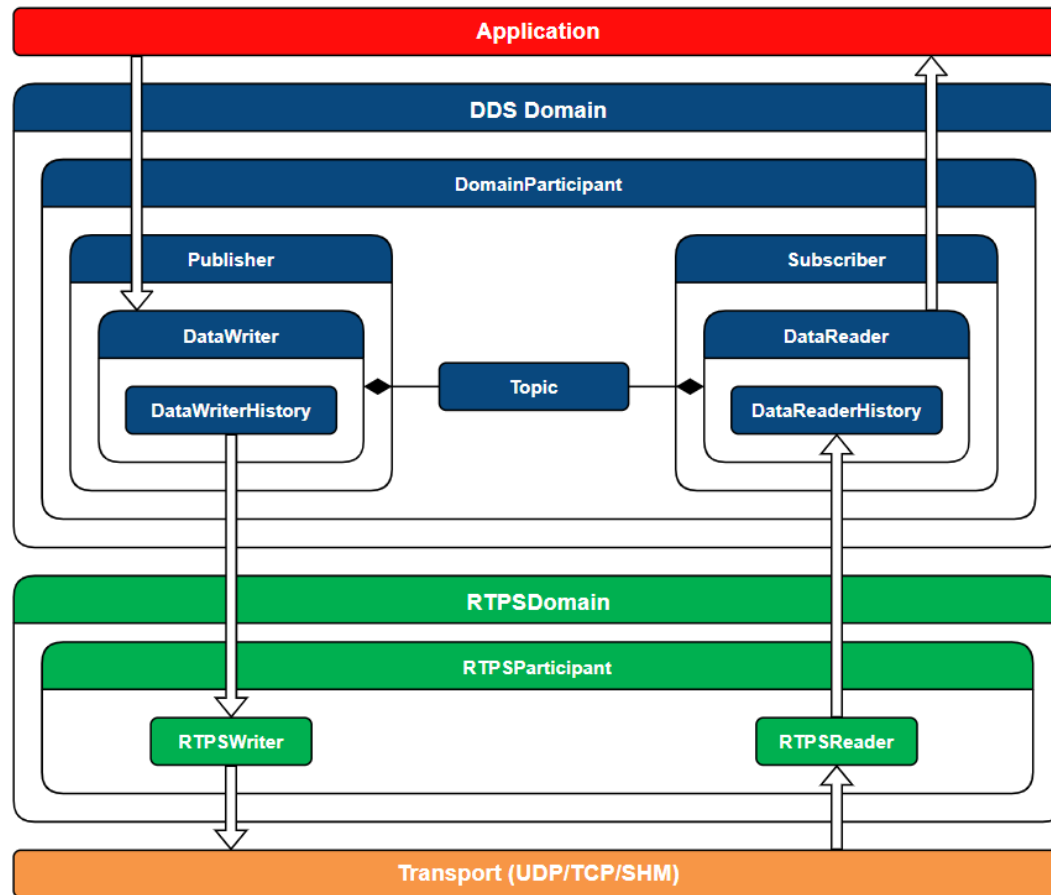 Application
DDS Domain
DomainParticipant
Publisher
Subscriber
DataWriter
DataReader
Topic
DataWriterHistory
DataReaderHistory
RTPSDomain
RTPSParticipant
RTPSWriter
RTPSReader
Transport (UDP/TCP/SHM)